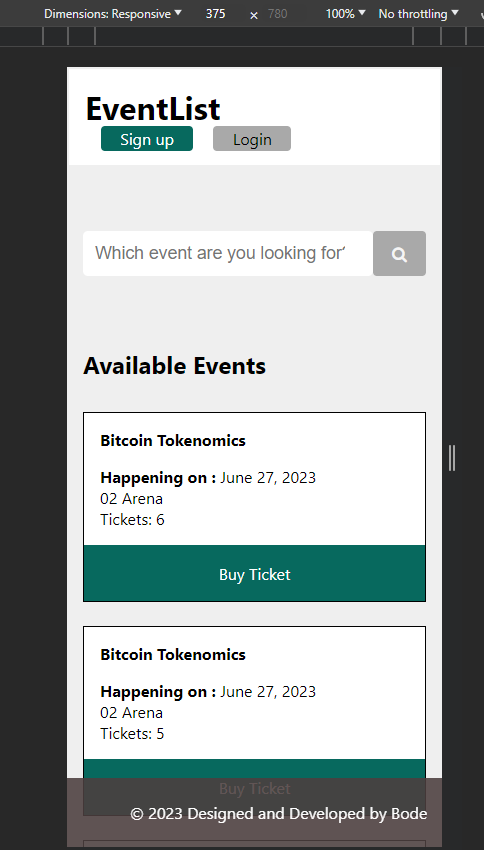 Dimensions: Responsive 375 × 780 100% No throttling
EventList
Sign up Login
Which event are you looking for?
Available Events
Bitcoin Tokenomics
Happening on : June 27, 2023
02 Arena
Tickets: 6
Buy Ticket
Bitcoin Tokenomics
Happening on : June 27, 2023
02 Arena
Tickets: 5
Buy Ticket
© 2023 Designed and Developed by Bode